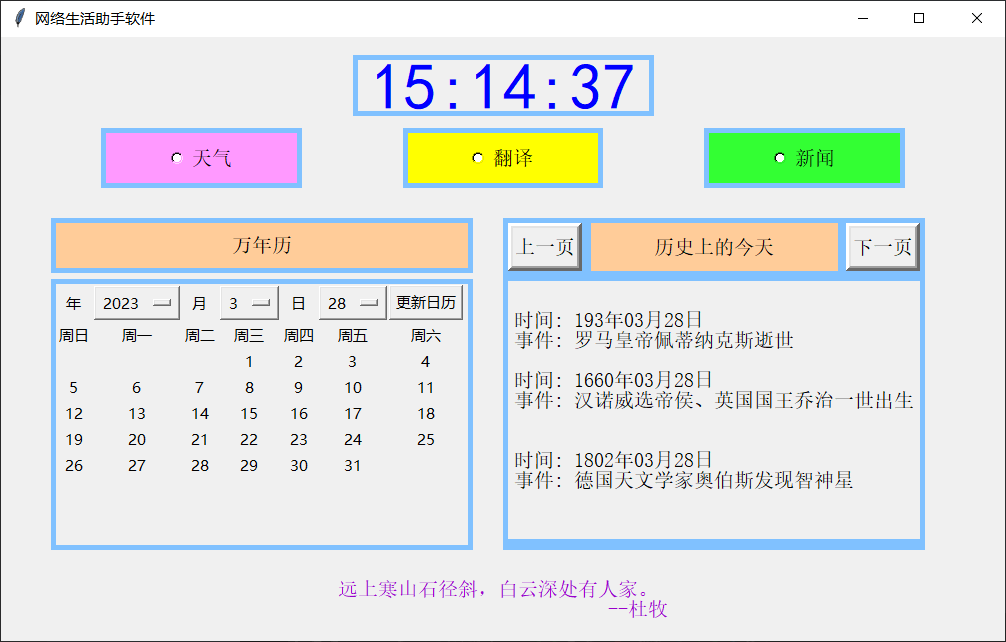 网络生活助手软件
15:14:37
天气 翻译 新闻
万年历
年 2023 月 3 日 28 更新日历
周日 周一 周二 周三 周四 周五 周六
1 2 3 4
5 6 7 8 9 10 11
12 13 14 15 16 17 18
19 20 21 22 23 24 25
26 27 28 29 30 31
上一页 历史上的今天 下一页
时间: 193年03月28日
事件: 罗马皇帝佩蒂纳克斯逝世
时间: 1660年03月28日
事件: 汉诺威选帝侯、英国国王乔治一世出生
时间: 1802年03月28日
事件: 德国天文学家奥伯斯发现智神星
远上寒山石径斜，白云深处有人家。
--杜牧